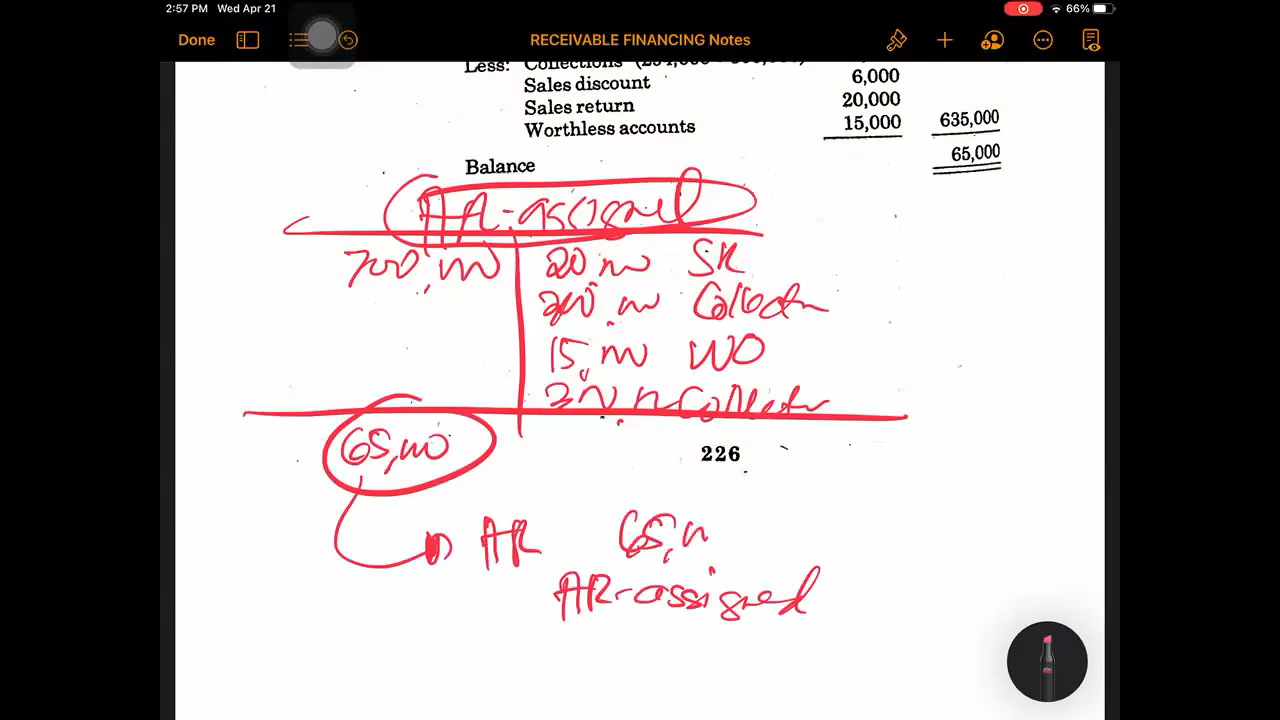 2:57 PM Wed Apr 21 66%
Done RECEIVABLE FINANCING Notes
Less: Collections
Sales discount 6,000
Sales return 20,000
Worthless accounts 15,000 635,000
Balance 65,000
AR-assigned
700,000 20,000 SR
Collectn
15,000 WO
Collectn
65,000
226
AR 65,
AR-assigned